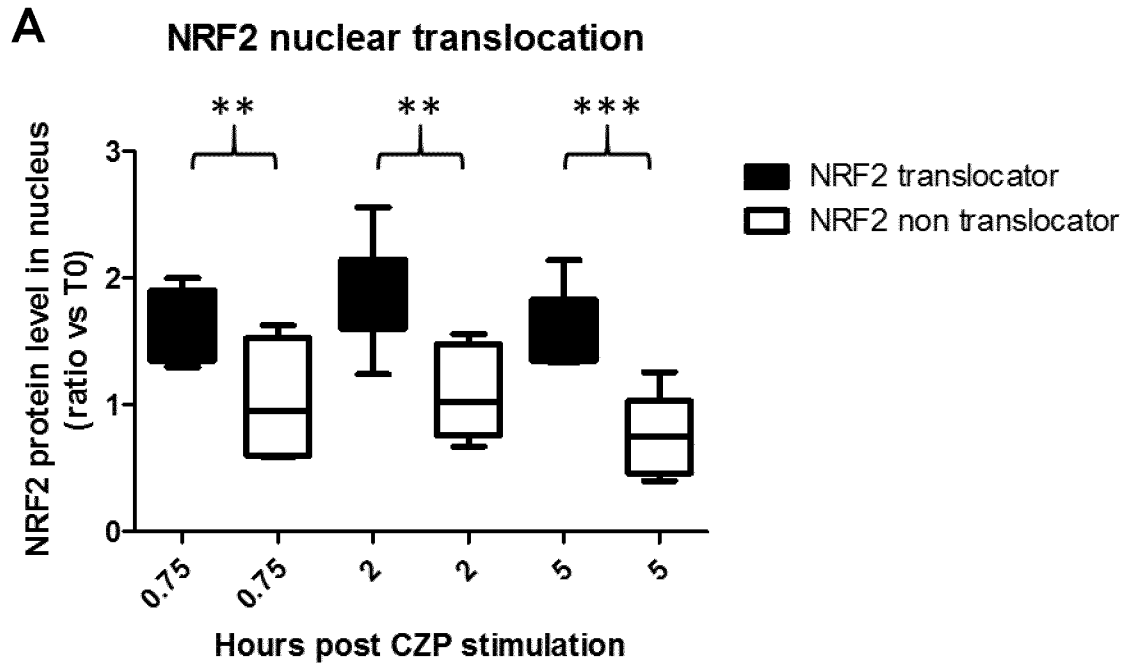 A
NRF2 nuclear translocation
** ** ***
NRF2 protein level in nucleus
(ratio vs T0)
3
2
1
0
NRF2 translocator
NRF2 non translocator
0.75 0.75 2 2 5 5
Hours post CZP stimulation